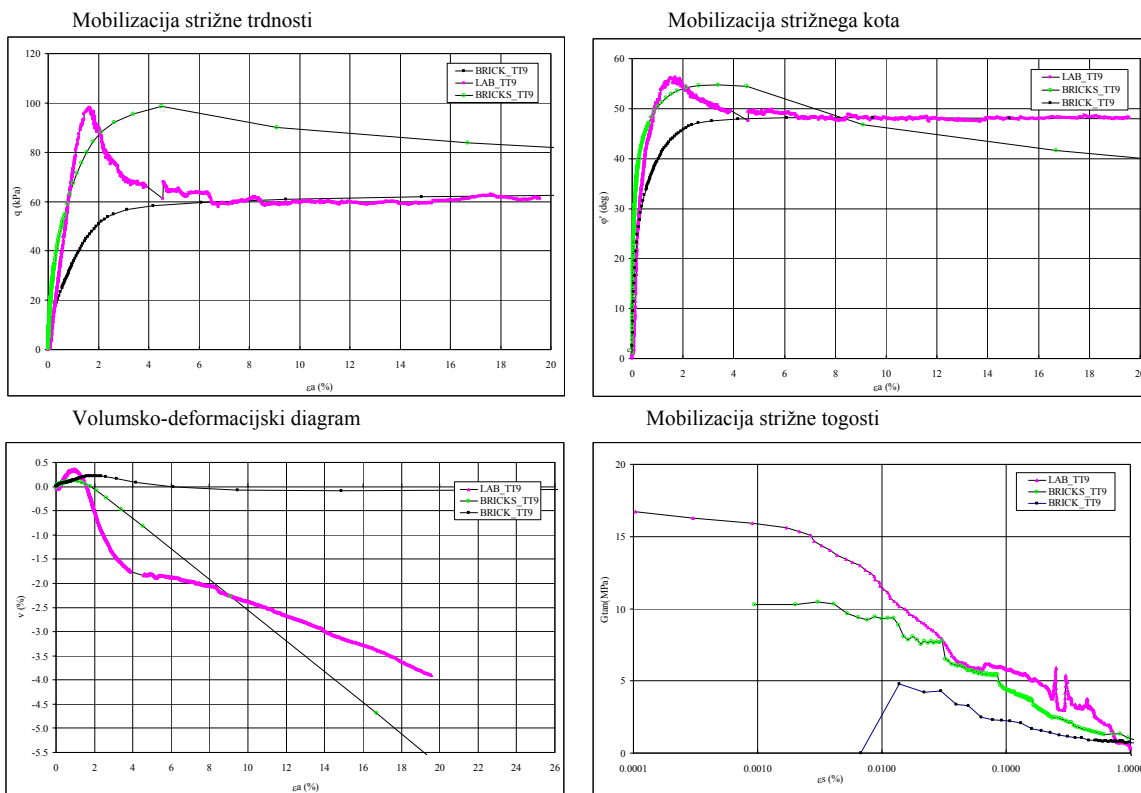 Mobilizacija strižne trdnosti
120
100
80
60
40
20
0
q (kPa)
0 2 4 6 8 10 12 14 16 18 20
εa (%)
BRICK_TT9
LAB_TT9
BRICKS_TT9
Mobilizacija strižnega kota
60
50
40
30
20
10
0
φ' (deg)
0 2 4 6 8 10 12 14 16 18 20
εa (%)
LAB_TT9
BRICKS_TT9
BRICK_TT9
Volumsko-deformacijski diagram
0.5
0.0
-0.5
-1.0
-1.5
-2.0
-2.5
-3.0
-3.5
-4.0
-4.5
-5.0
-5.5
v (%)
0 2 4 6 8 10 12 14 16 18 20 22 24 26
εa (%)
LAB_TT9
BRICKS_TT9
BRICK_TT9
Mobilizacija strižne togosti
20
15
10
5
0
Gtan(MPa)
0.0001 0.0010 0.0100 0.1000 1.0000
εs (%)
LAB_TT9
BRICKS_TT9
BRICK_TT9